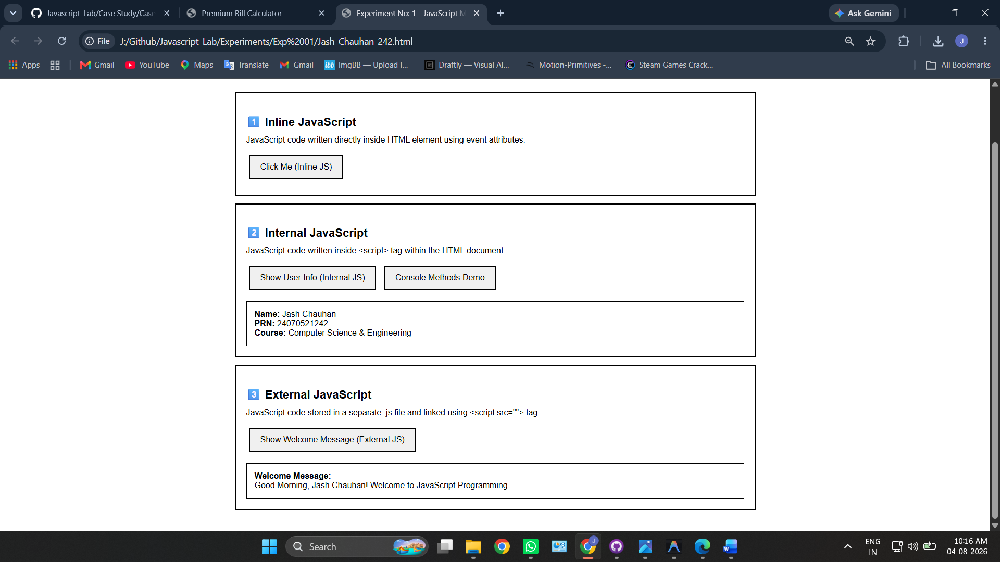 Javascript_Lab/Case Study/Case
Premium Bill Calculator
Experiment No: 1 - JavaScript M
Ask Gemini
File
J:/Github/Javascript_Lab/Experiments/Exp%2001/Jash_Chauhan_242.html
J
Apps
Gmail
YouTube
Maps
Translate
Gmail
ibb
ImgBB — Upload I...
Draftly — Visual AI...
Motion-Primitives -...
Steam Games Crack...
All Bookmarks
1 Inline JavaScript
JavaScript code written directly inside HTML element using event attributes.
Click Me (Inline JS)
2 Internal JavaScript
JavaScript code written inside <script> tag within the HTML document.
Show User Info (Internal JS)
Console Methods Demo
Name: Jash Chauhan
PRN: 24070521242
Course: Computer Science & Engineering
3 External JavaScript
JavaScript code stored in a separate .js file and linked using <script src=""> tag.
Show Welcome Message (External JS)
Welcome Message:
Good Morning, Jash Chauhan! Welcome to JavaScript Programming.
Search
J
W
ENG
IN
10:16 AM
04-08-2026